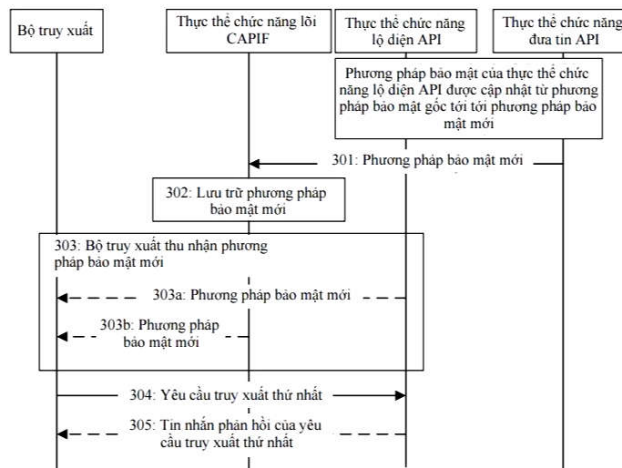 Bộ truy xuất
Thực thể chức năng lõi
CAPIF
Thực thể chức năng
lộ diện API
Thực thể chức năng
đưa tin API
Phương pháp bảo mật của thực thể chức
năng lộ diện API được cập nhật từ phương
pháp bảo mật gốc tới tới phương pháp bảo
mật mới
301: Phương pháp bảo mật mới
302: Lưu trữ phương pháp
bảo mật mới
303: Bộ truy xuất thu nhận phương
pháp bảo mật mới
303a: Phương pháp bảo mật mới
303b: Phương pháp
bảo mật mới
304: Yêu cầu truy xuất thứ nhất
305: Tin nhắn phản hồi của yêu
cầu truy xuất thứ nhất